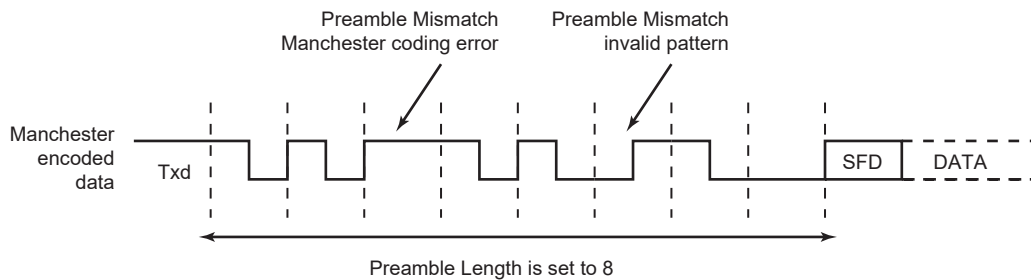 Preamble Mismatch
Manchester coding error
Preamble Mismatch
invalid pattern
Manchester
encoded
data
Txd
SFD
DATA
Preamble Length is set to 8